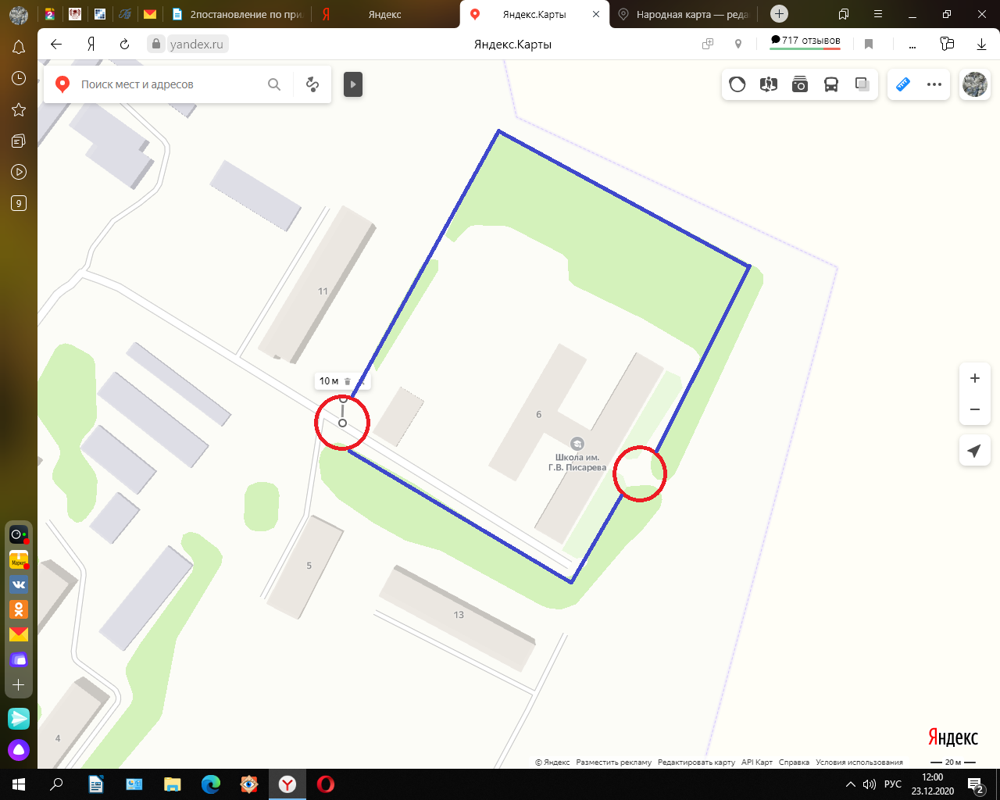 2постановление по при
Яндекс
Яндекс.Карты
Народная карта — реда
yandex.ru
Яндекс.Карты
717 отзывов
Поиск мест и адресов
9
11
10 м
6
Школа им.
Г.В. Писарева
5
13
4
Маркет
Яндекс
© Яндекс Разместить рекламу Редактировать карту API Карт Справка Условия использования
20 м
РУС
12:00
23.12.2020
2